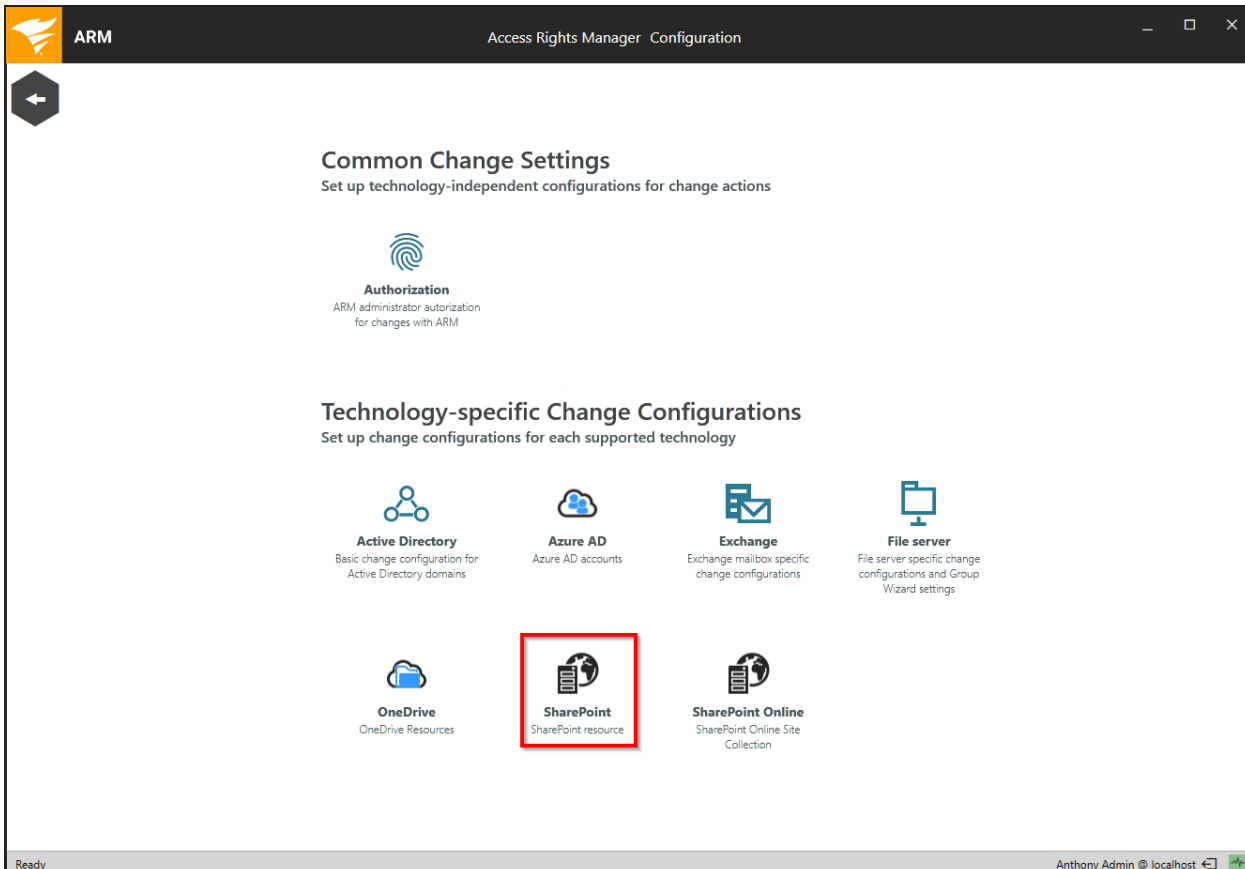 ARM
Access Rights Manager Configuration
Common Change Settings
Set up technology-independent configurations for change actions
Authorization
ARM administrator autorization
for changes with ARM
Technology-specific Change Configurations
Set up change configurations for each supported technology
Active Directory
Basic change configuration for
Active Directory domains
Azure AD
Azure AD accounts
Exchange
Exchange mailbox specific
change configurations
File server
File server specific change
configurations and Group
Wizard settings
OneDrive
OneDrive Resources
SharePoint
SharePoint resource
SharePoint Online
SharePoint Online Site
Collection
Ready
Anthony Admin @ localhost